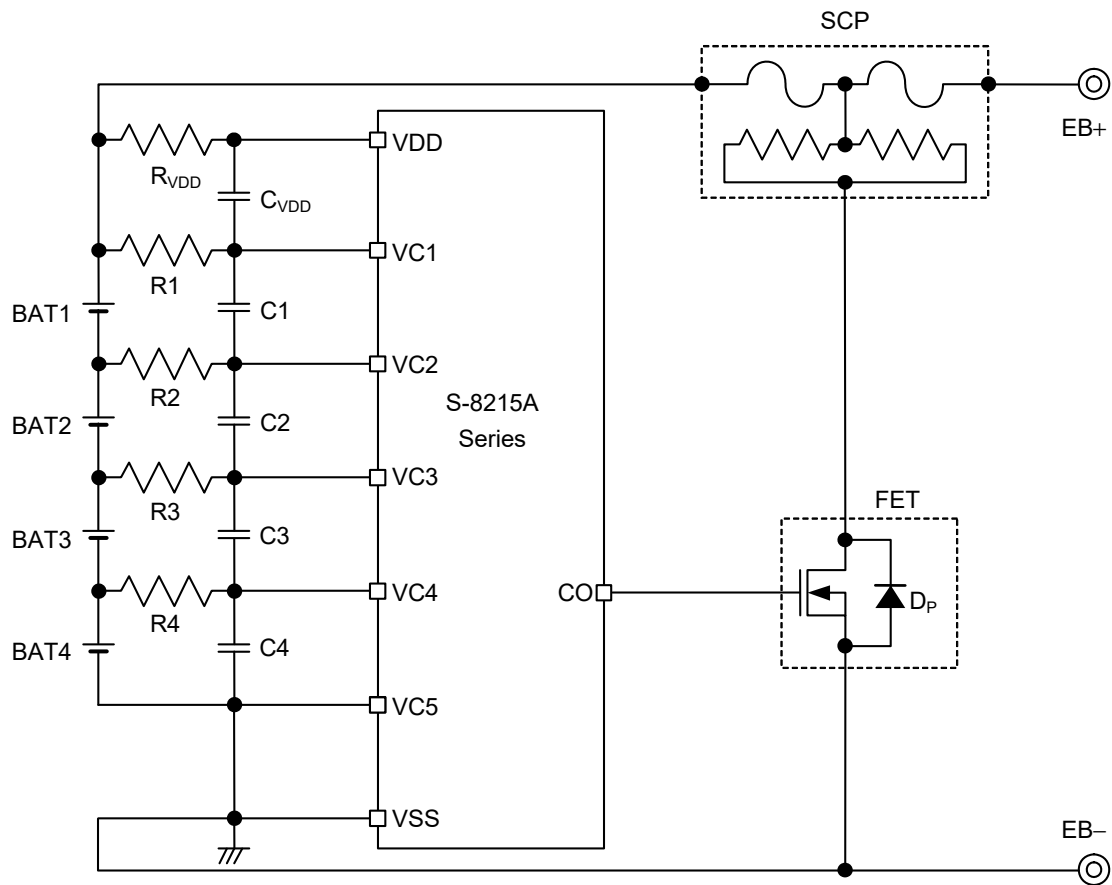 SCP
EB+
VDD
RVDD
CVDD
VC1
R1
BAT1
C1
VC2
R2
S-8215A
Series
BAT2
C2
VC3
R3
FET
BAT3
C3
VC4
CO
DP
R4
BAT4
C4
VC5
VSS
EB−